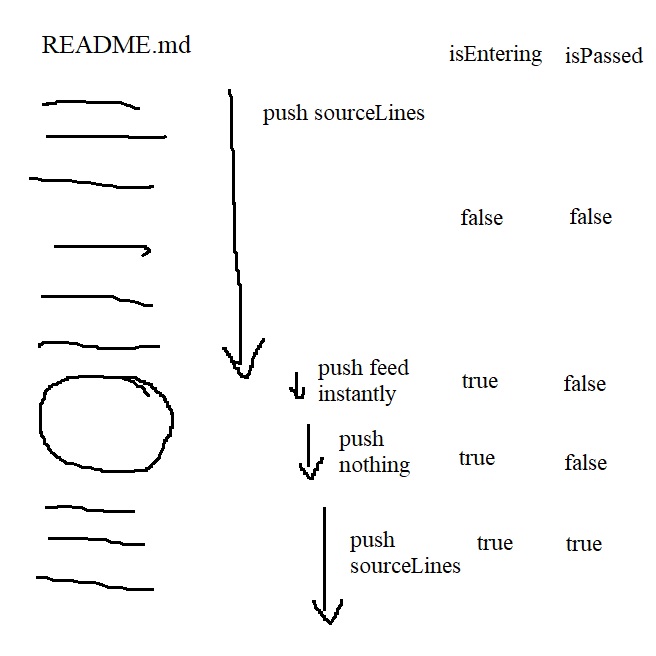 README.md
isEntering isPassed
push sourceLines
false false
push feed
instantly
true false
push
nothing
true false
push
sourceLines
true true